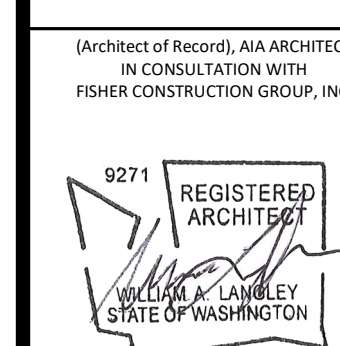 (Architect of Record), AIA ARCHITEC
IN CONSULTATION WITH
FISHER CONSTRUCTION GROUP, IN
9271
REGISTERED
ARCHITECT
WILLIAM A. LANGLEY
STATE OF WASHINGTON